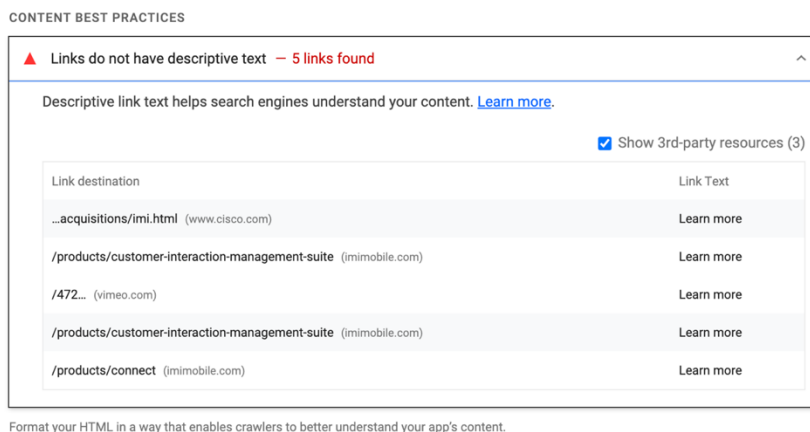 CONTENT BEST PRACTICES
Links do not have descriptive text — 5 links found
Descriptive link text helps search engines understand your content. Learn more.
Show 3rd-party resources (3)
Link destination Link Text
...acquisitions/imi.html (www.cisco.com) Learn more
/products/customer-interaction-management-suite (imimobile.com) Learn more
/472... (vimeo.com) Learn more
/products/customer-interaction-management-suite (imimobile.com) Learn more
/products/connect (imimobile.com) Learn more
Format your HTML in a way that enables crawlers to better understand your app's content.